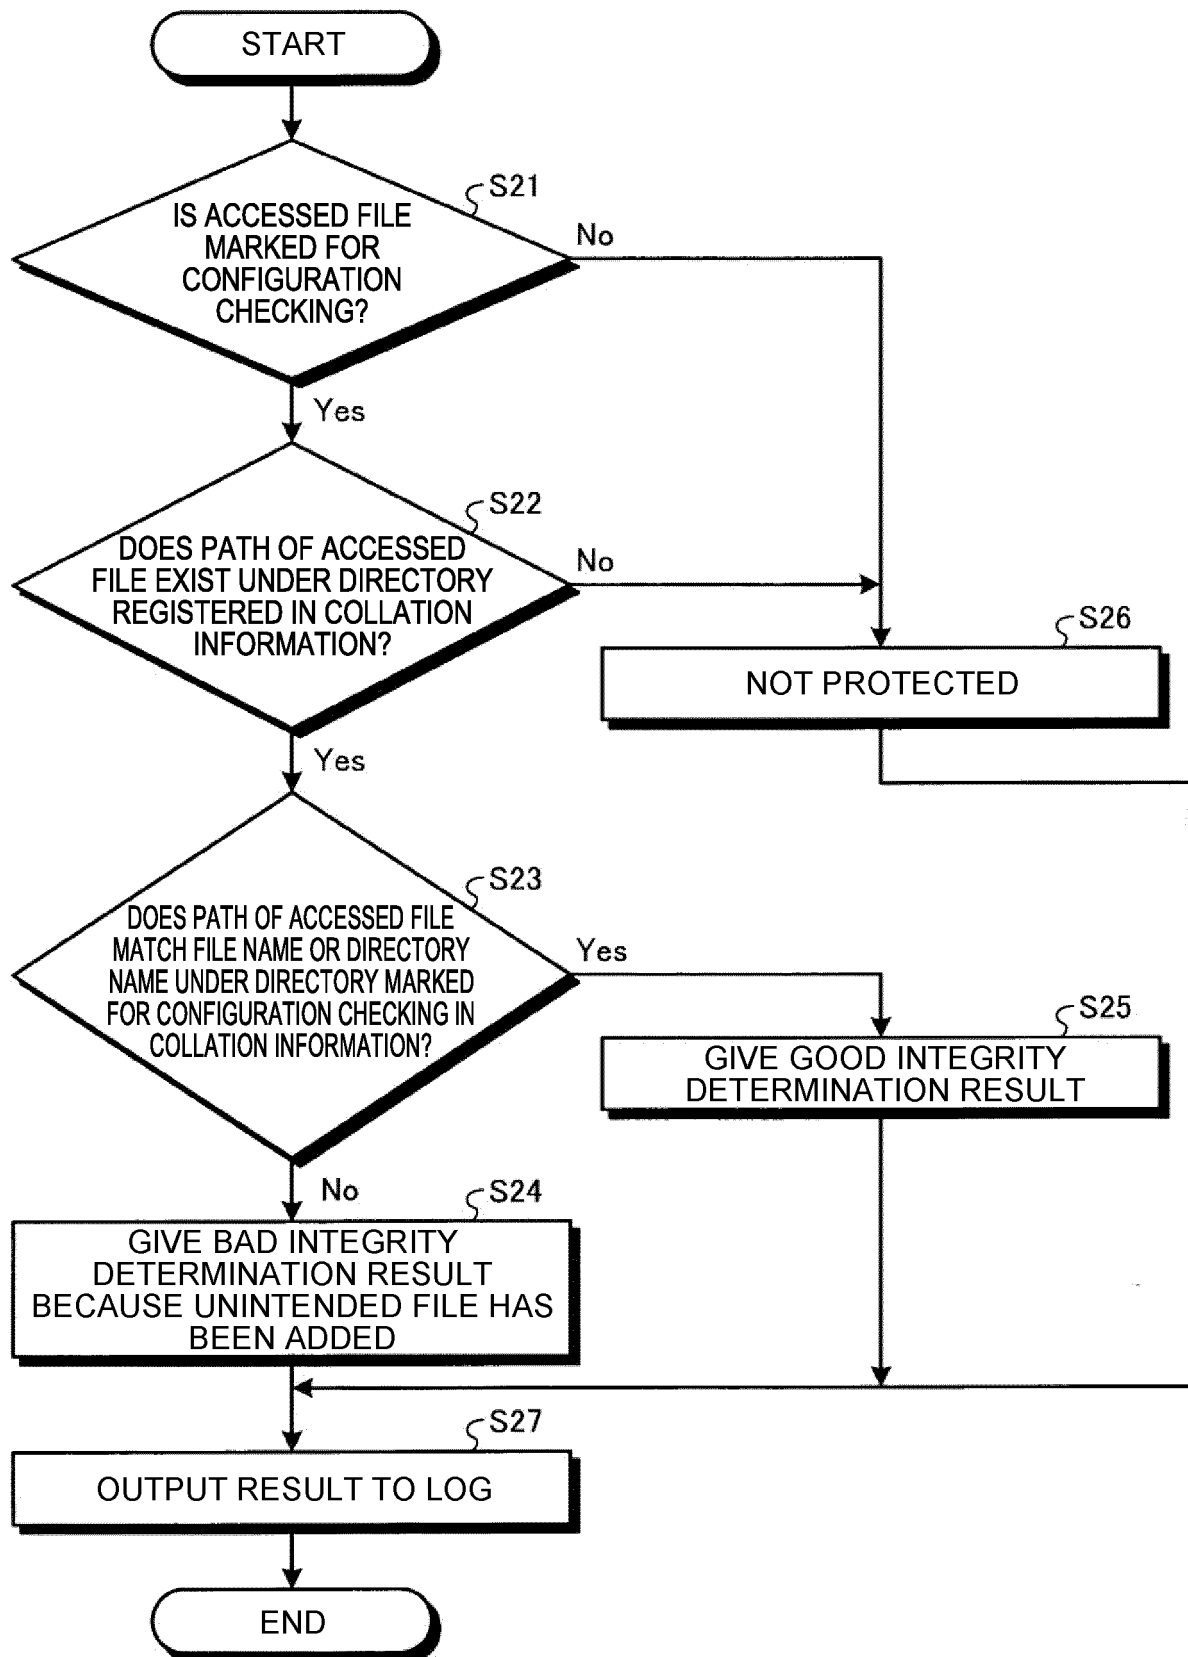 START
S21
IS ACCESSED FILE
MARKED FOR
CONFIGURATION
CHECKING?
No
Yes
S22
DOES PATH OF ACCESSED
FILE EXIST UNDER DIRECTORY
REGISTERED IN COLLATION
INFORMATION?
No
S26
NOT PROTECTED
Yes
S23
DOES PATH OF ACCESSED FILE
MATCH FILE NAME OR DIRECTORY
NAME UNDER DIRECTORY MARKED
FOR CONFIGURATION CHECKING IN
COLLATION INFORMATION?
Yes
S25
GIVE GOOD INTEGRITY
DETERMINATION RESULT
No
S24
GIVE BAD INTEGRITY
DETERMINATION RESULT
BECAUSE UNINTENDED FILE HAS
BEEN ADDED
S27
OUTPUT RESULT TO LOG
END